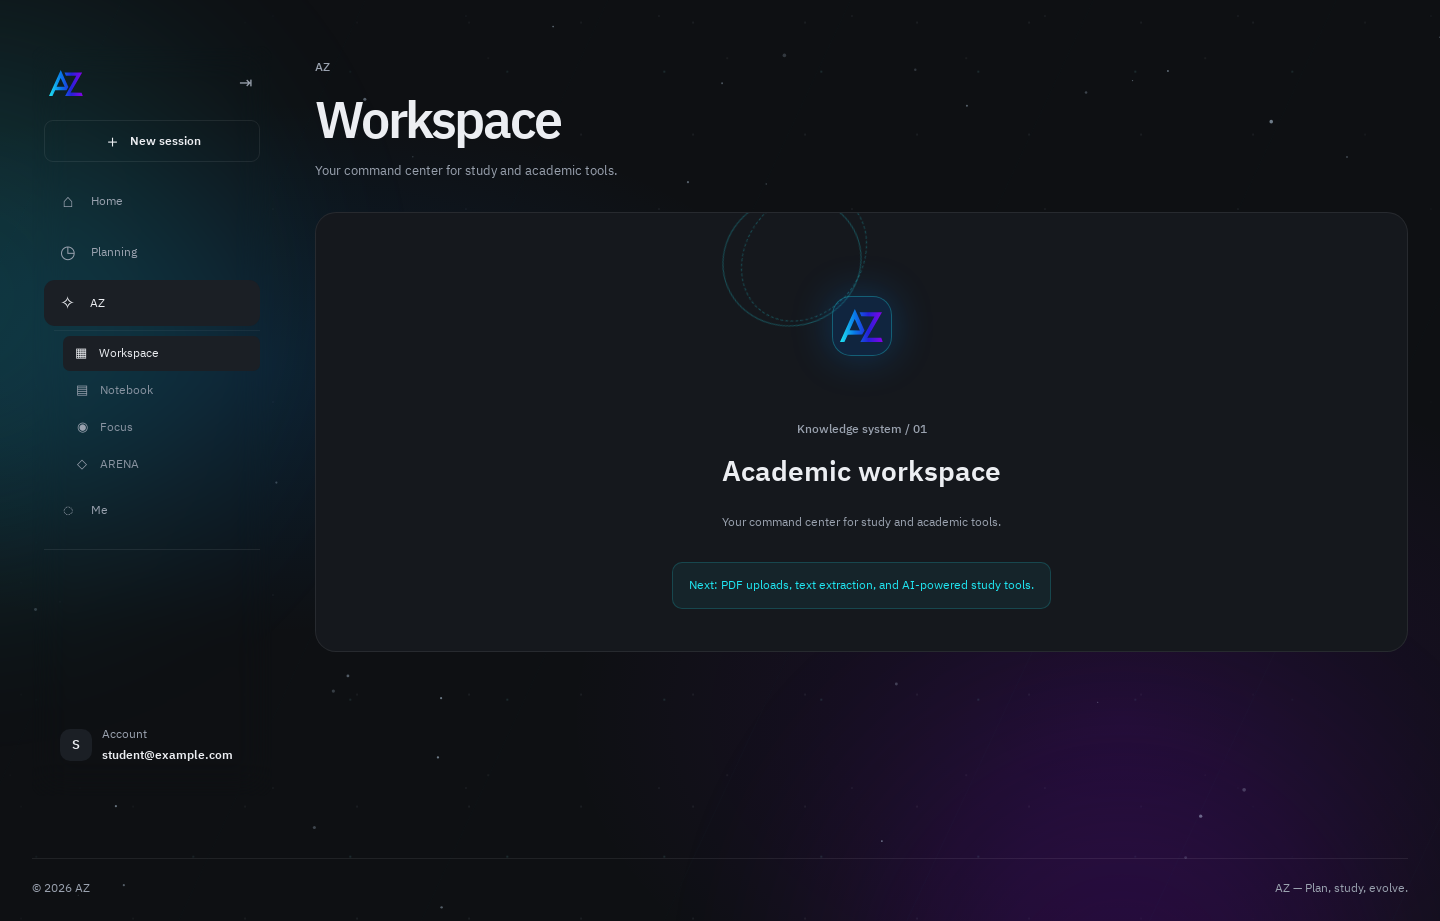 AZ
New session
Home
Planning
AZ
Workspace
Notebook
Focus
ARENA
Me
Account
S
student@example.com
AZ
Workspace
Your command center for study and academic tools.
AZ
Knowledge system / 01
Academic workspace
Your command center for study and academic tools.
Next: PDF uploads, text extraction, and AI-powered study tools.
© 2026 AZ
AZ — Plan, study, evolve.